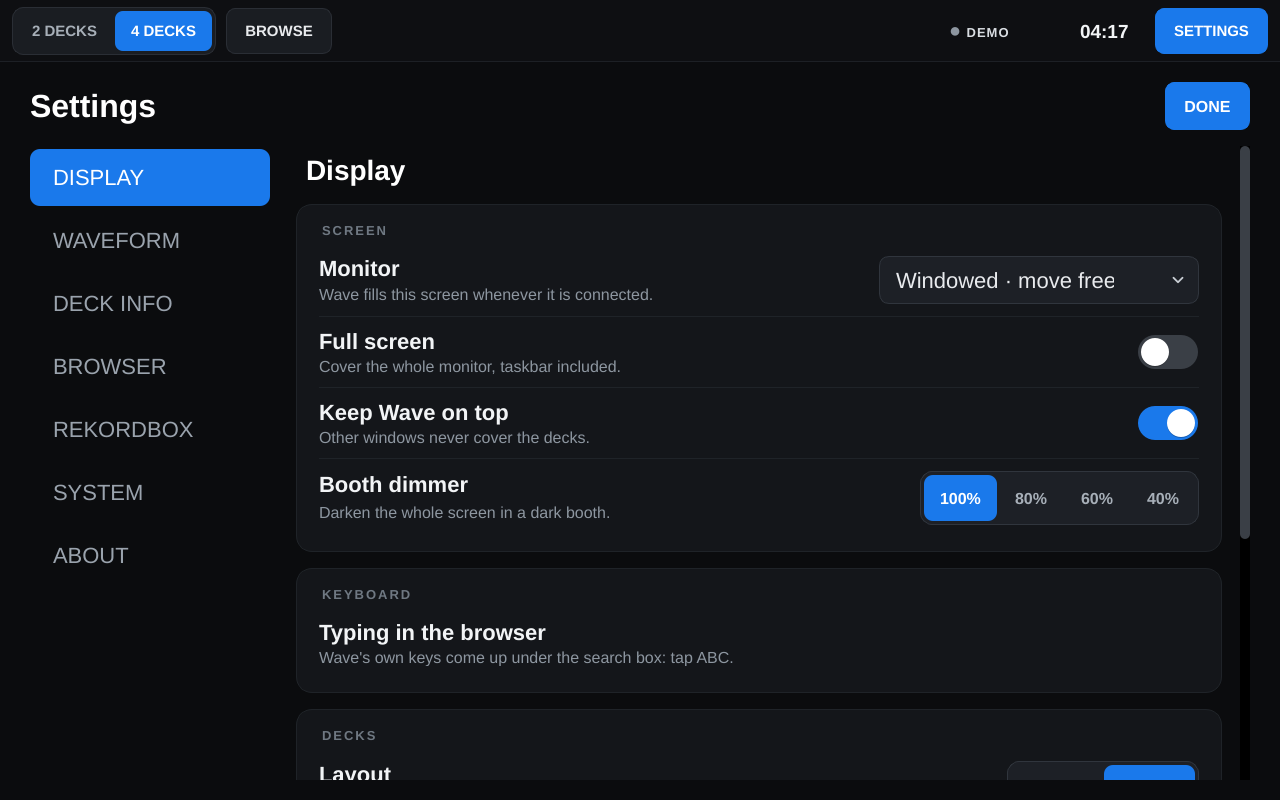 2 DECKS 4 DECKS BROWSE DEMO 04:17 SETTINGS
Settings
DONE
DISPLAY
WAVEFORM
DECK INFO
BROWSER
REKORDBOX
SYSTEM
ABOUT
Display
SCREEN
Monitor
Wave fills this screen whenever it is connected.
Windowed · move free
Full screen
Cover the whole monitor, taskbar included.
Keep Wave on top
Other windows never cover the decks.
Booth dimmer
Darken the whole screen in a dark booth.
100% 80% 60% 40%
KEYBOARD
Typing in the browser
Wave's own keys come up under the search box: tap ABC.
DECKS
Layout